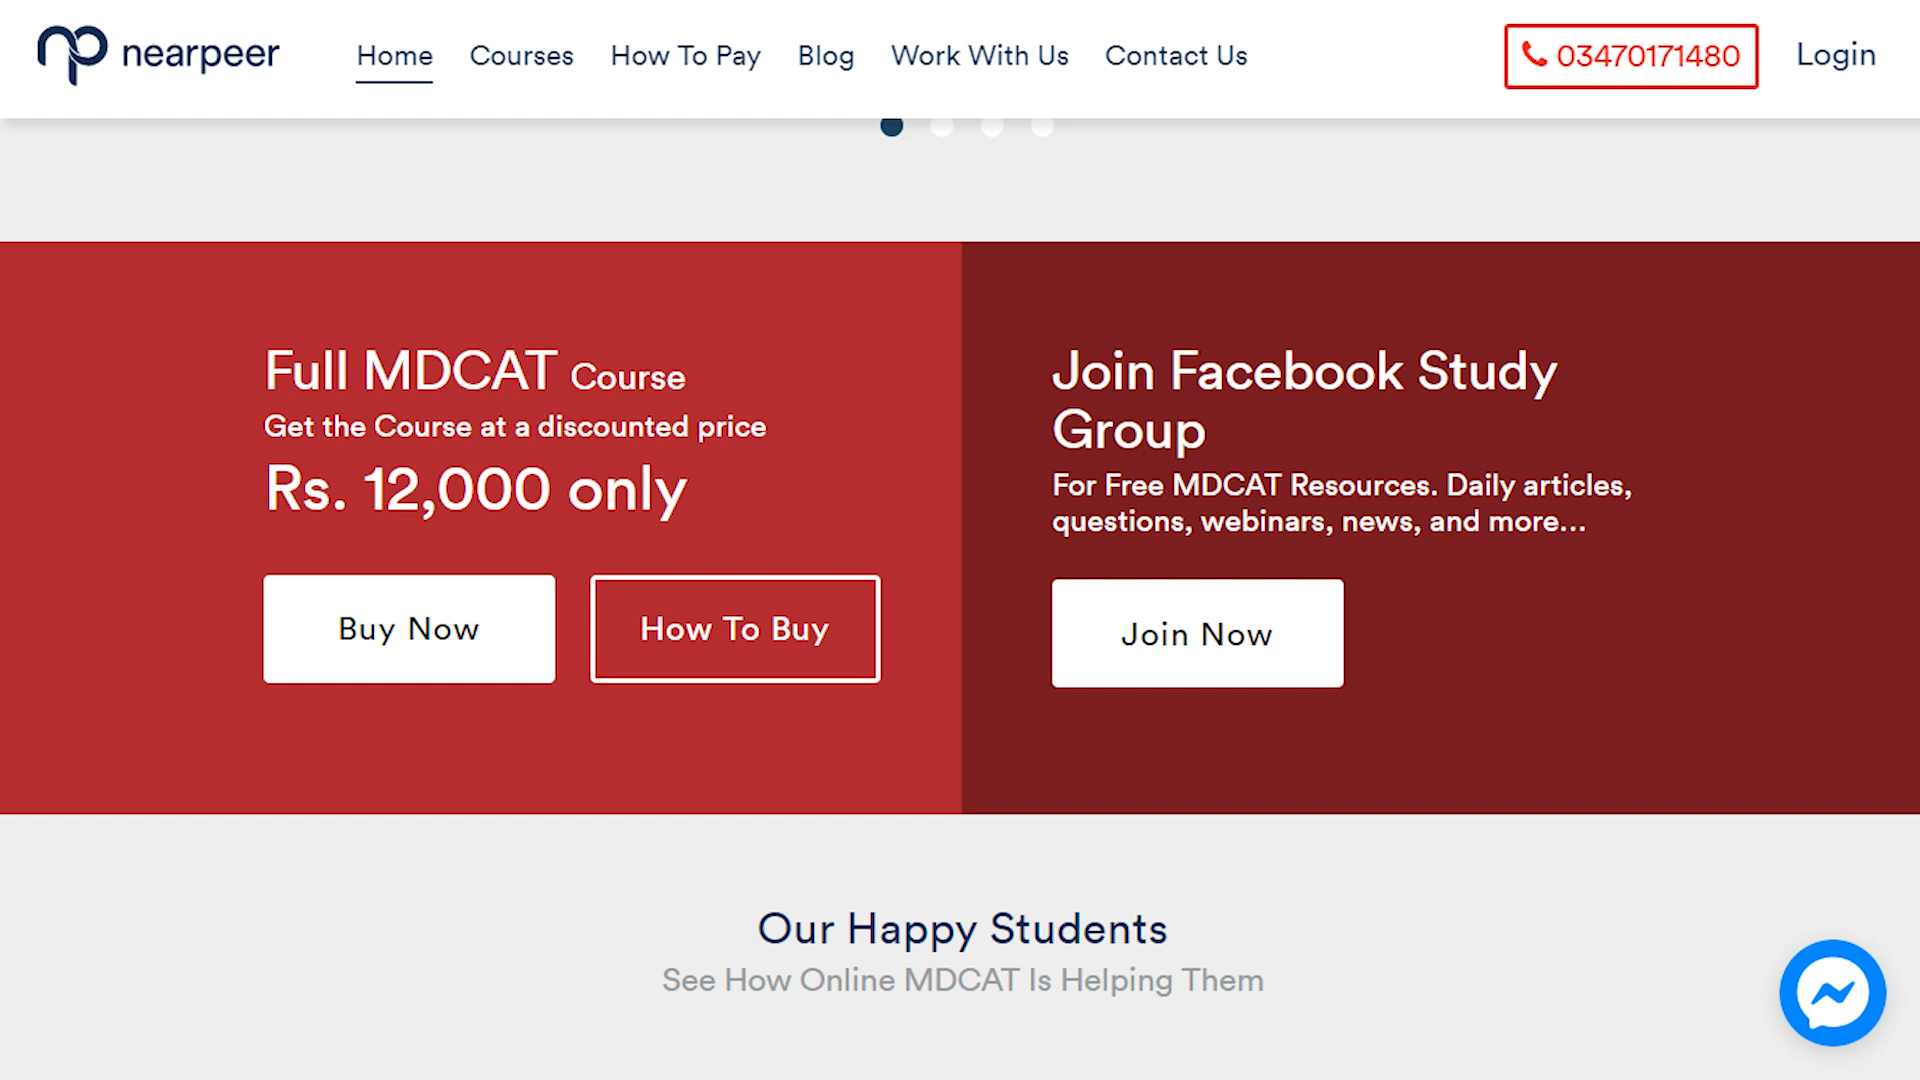 nearpeer
Home Courses How To Pay Blog Work With Us Contact Us
03470171480
Login
Full MDCAT Course
Get the Course at a discounted price
Rs. 12,000 only
Buy Now
How To Buy
Join Facebook Study
Group
For Free MDCAT Resources. Daily articles,
questions, webinars, news, and more...
Join Now
Our Happy Students
See How Online MDCAT Is Helping Them